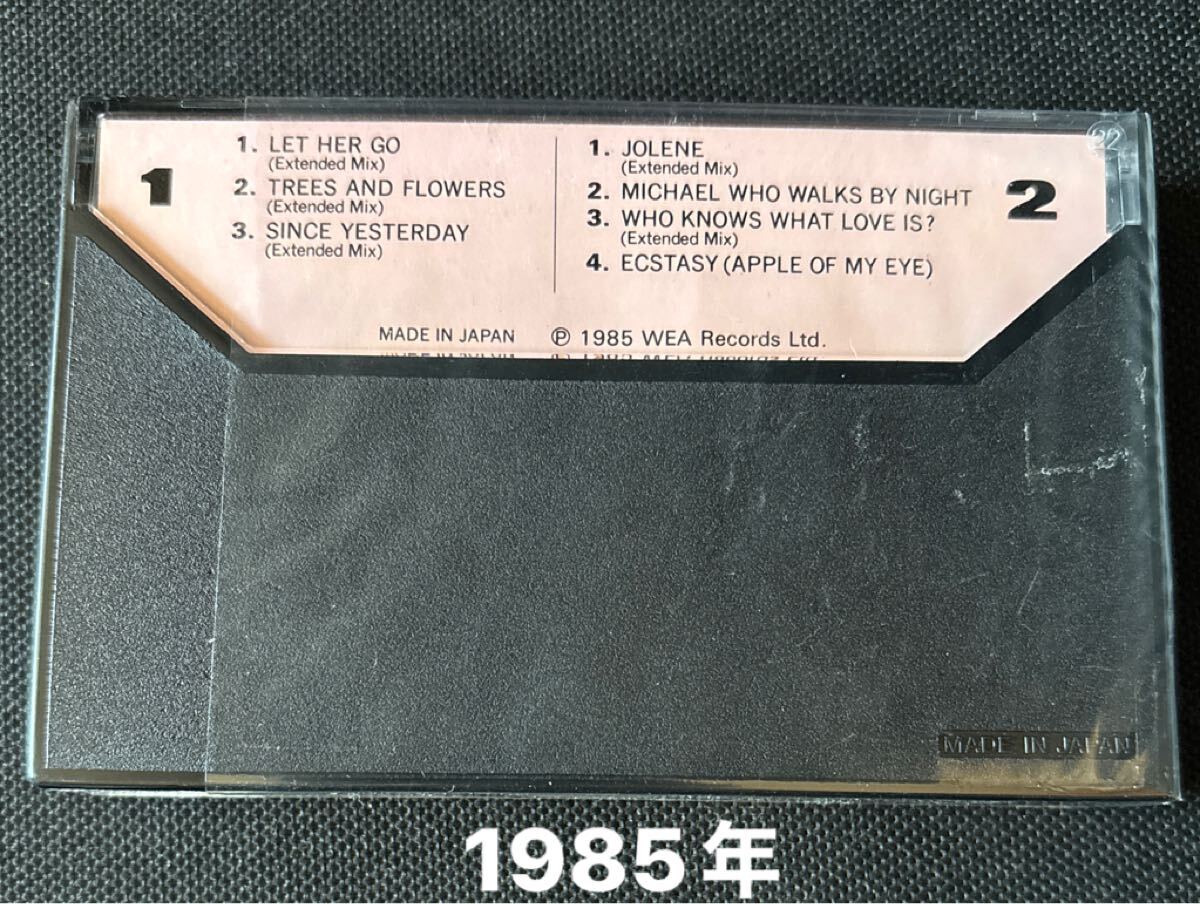 1
1. LET HER GO
(Extended Mix)
2. TREES AND FLOWERS
(Extended Mix)
3. SINCE YESTERDAY
(Extended Mix)
1. JOLENE
(Extended Mix)
2. MICHAEL WHO WALKS BY NIGHT
3. WHO KNOWS WHAT LOVE IS?
(Extended Mix)
4. ECSTASY (APPLE OF MY EYE)
2
22
MADE IN JAPAN ℗ 1985 WEA Records Ltd.
MADE IN JAPAN
1985年